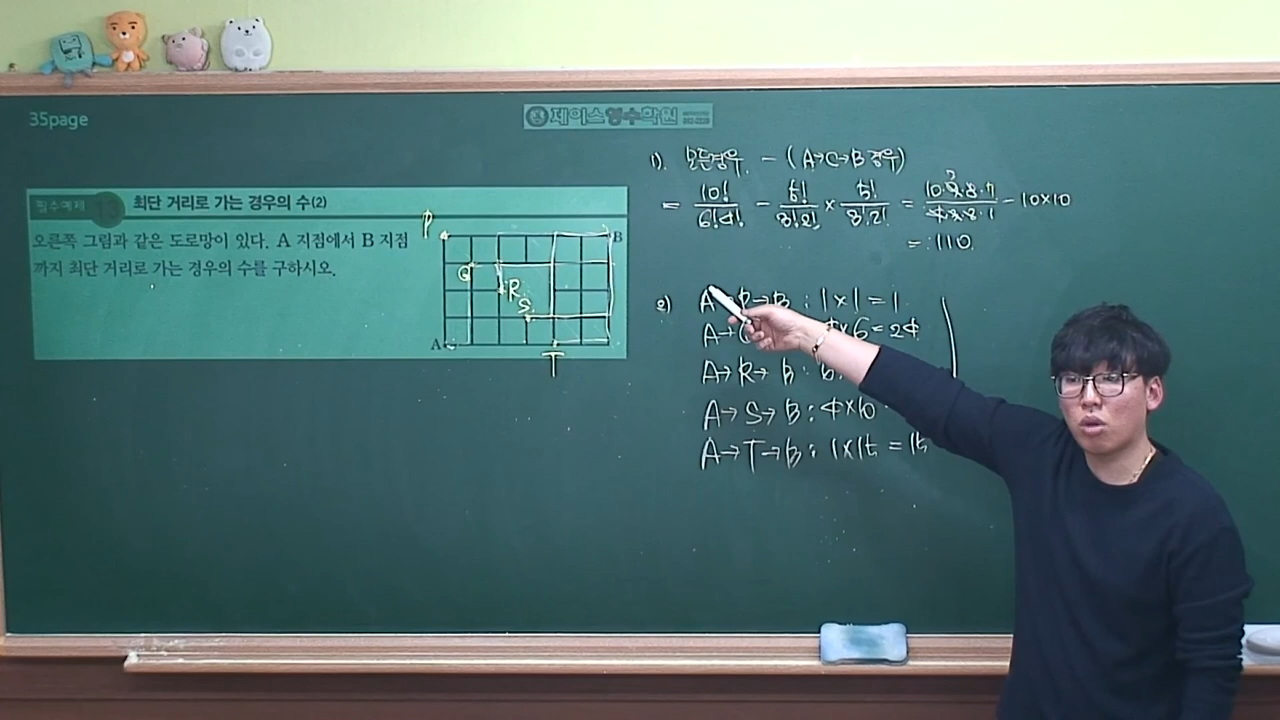 35page
제이스영수학원
필수예제 13 최단 거리로 가는 경우의 수(2)
오른쪽 그림과 같은 도로망이 있다. A 지점에서 B 지점
까지 최단 거리로 가는 경우의 수를 구하시오.
P
B
Q
R
S
A
T
1). 모든경우 - (A→C→B 경우)
= 10!/6!4! - 5!/3!2! × 5!/3!2! = 10·9·8·7/4·3·2·1 - 10×10
= 110.
2) A→P→B : 1×1 = 1
A→ 4×6=24
A→R→B :
A→S→B : 4×10
A→T→B : 1×15 = 15